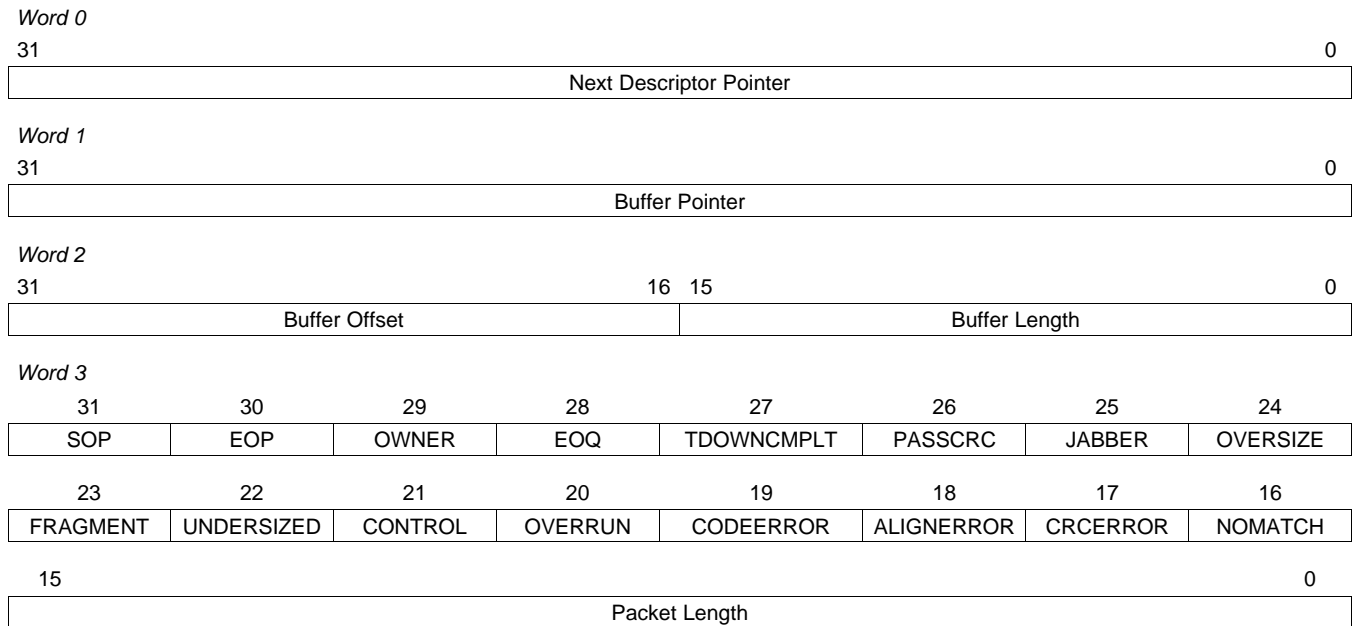 Word 0
31 0
Next Descriptor Pointer
Word 1
31 0
Buffer Pointer
Word 2
31 16 15 0
Buffer Offset Buffer Length
Word 3
31 30 29 28 27 26 25 24
SOP EOP OWNER EOQ TDOWNCMPLT PASSCRC JABBER OVERSIZE
23 22 21 20 19 18 17 16
FRAGMENT UNDERSIZED CONTROL OVERRUN CODEERROR ALIGNERROR CRCERROR NOMATCH
15 0
Packet Length